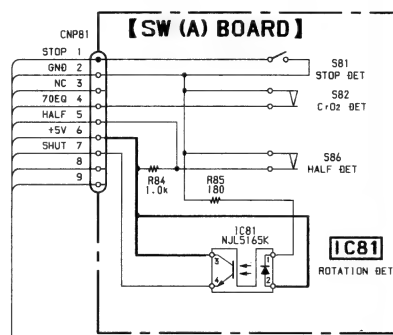 【SW (A) BOARD】
CNP81
STOP 1
GND 2
NC 3
70EQ 4
HALF 5
+5V 6
SHUT 7
8
9
S81
STOP DET
S82
CrO2 DET
S86
HALF DET
R84
1.0k
R85
180
IC81
NJL5165K
3
4
1
2
IC81
ROTATION DET